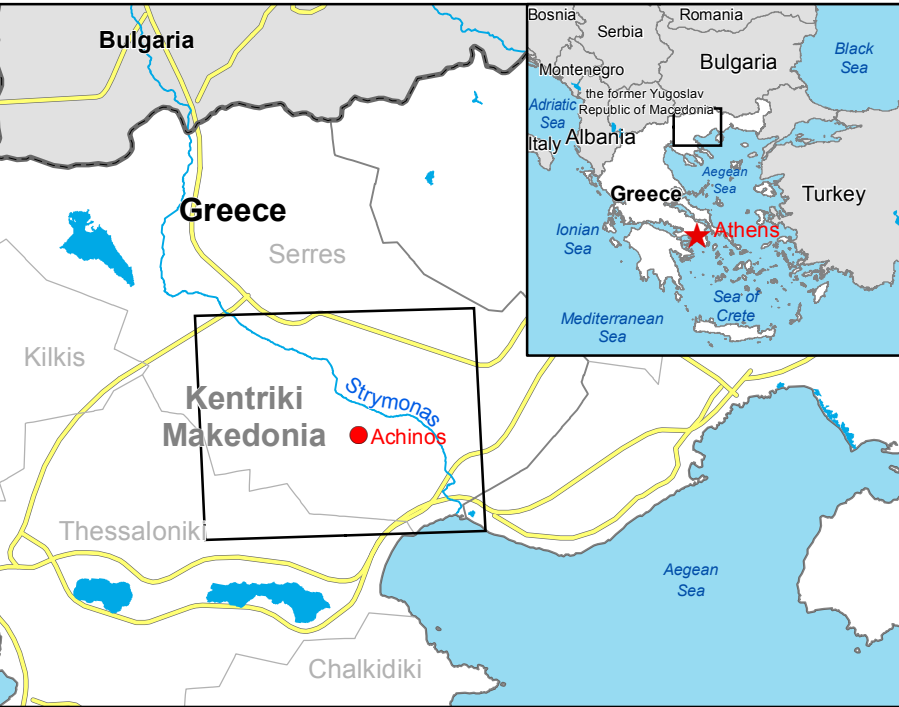 Bulgaria
Greece
Serres
Kilkis
Kentriki
Makedonia
Strymonas
Achinos
Thessaloniki
Chalkidiki
Aegean
Sea
Bosnia
Romania
Serbia
Black
Sea
Bulgaria
Montenegro
the former Yugoslav
Republic of Macedonia
Adriatic
Sea
Italy
Albania
Aegean
Sea
Turkey
Greece
Athens
Ionian
Sea
Sea of
Crete
Mediterranean
Sea